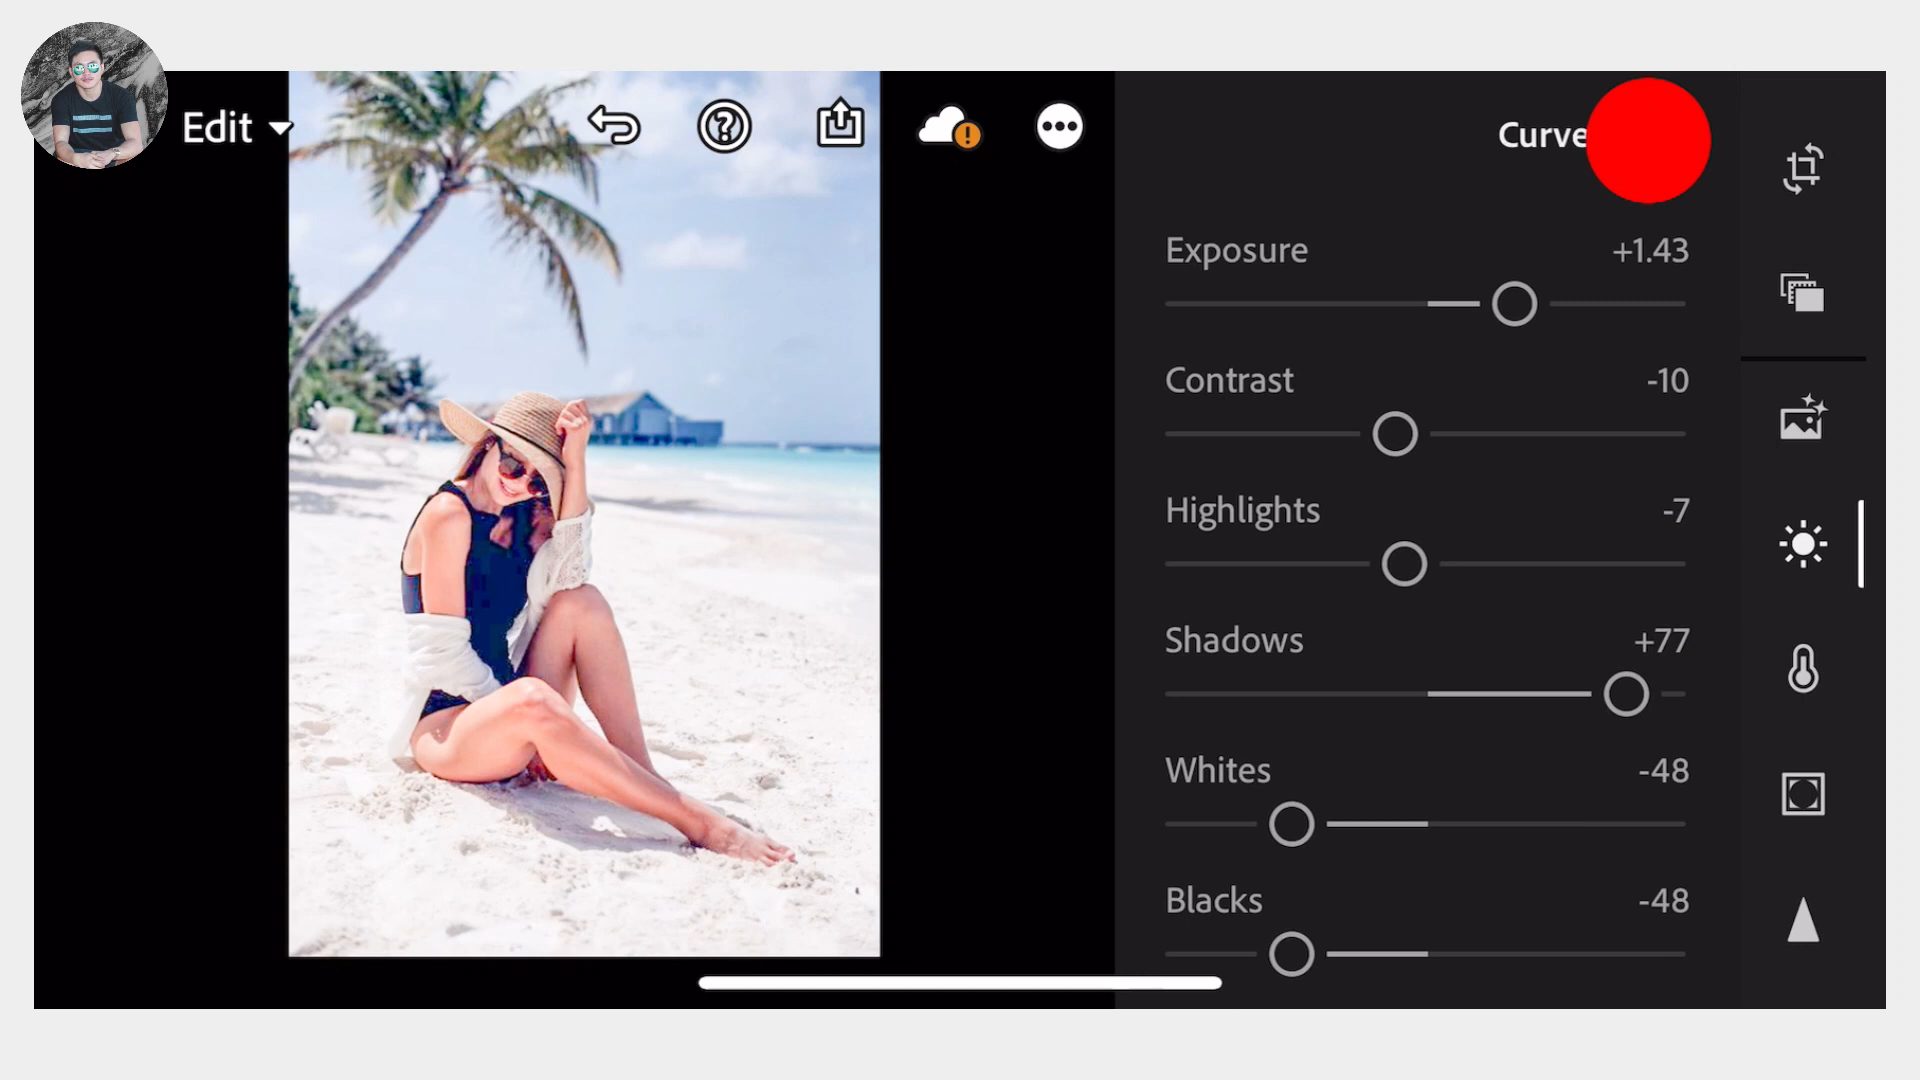 Edit
Curve
Exposure +1.43
Contrast -10
Highlights -7
Shadows +77
Whites -48
Blacks -48